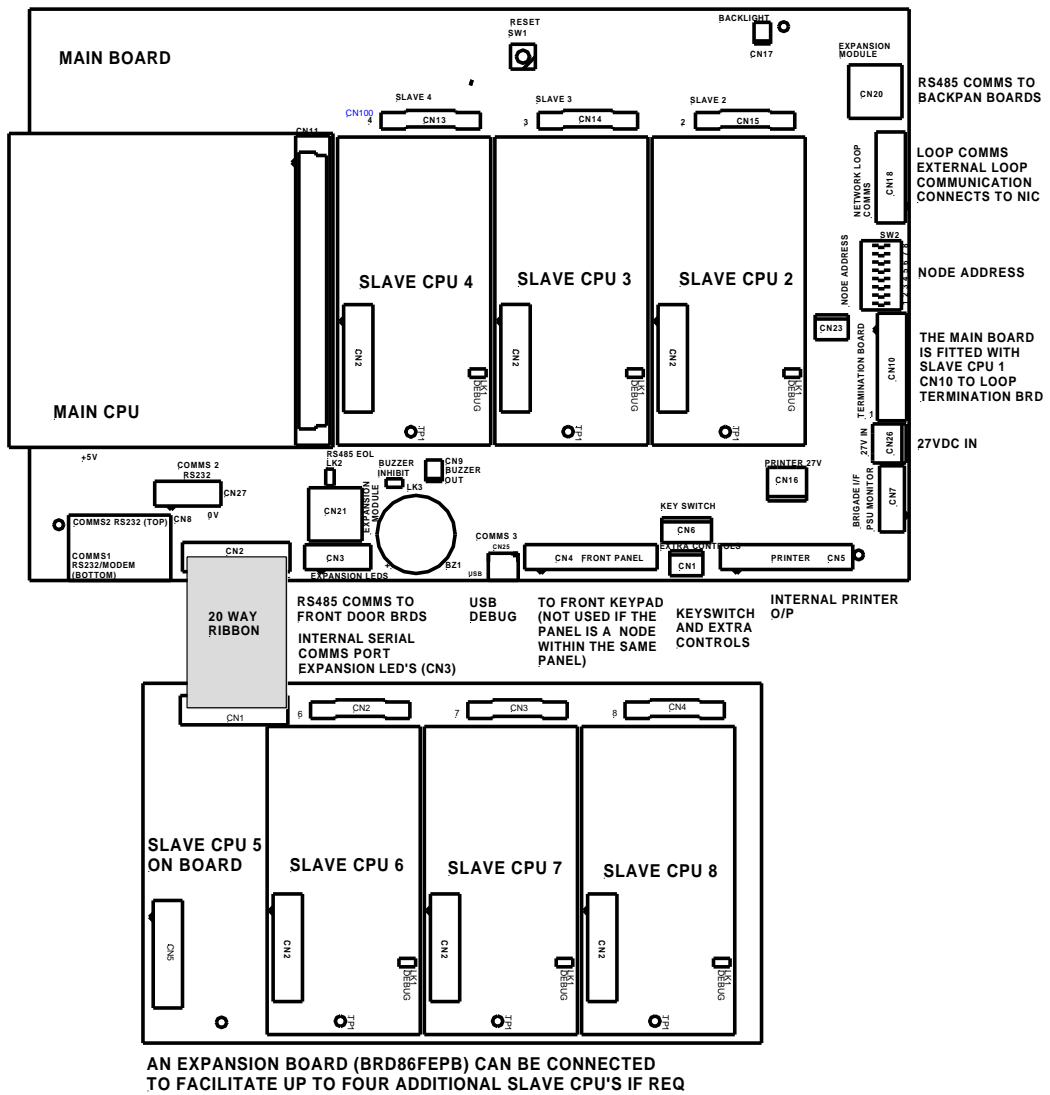 RESET
SW1
BACKLIGHT
CN17
MAIN BOARD
EXPANSION
MODULE
CN20
RS485 COMMS TO
BACKPAN BOARDS
CN100
4
SLAVE 4
CN13
3
SLAVE 3
CN14
2
SLAVE 2
CN15
CN11
NETWORK LOOP
COMMS
CN18
LOOP COMMS
EXTERNAL LOOP
COMMUNICATION
CONNECTS TO NIC
SW2
NODE ADDRESS
1 2 3 4 5 6 7 8
NODE ADDRESS
SLAVE CPU 4
SLAVE CPU 3
SLAVE CPU 2
CN2
CN2
CN2
LK1
DEBUG
LK1
DEBUG
LK1
DEBUG
TP1
TP1
TP1
CN23
TERMINATION BOARD
CN10
1
THE MAIN BOARD
IS FITTED WITH
SLAVE CPU 1
CN10 TO LOOP
TERMINATION BRD
MAIN CPU
27V IN
CN26
27VDC IN
+5V
COMMS 2
RS232
CN27
CN8
0V
RS485 EOL
LK2
BUZZER
INHIBIT
LK3
CN9
BUZZER
OUT
PRINTER 27V
CN16
BRIGADE I/F
PSU MONITOR
CN7
CN21
EXPANSION
MODULE
KEY SWITCH
CN6
COMMS2 RS232 (TOP)
COMMS1
RS232/MODEM
(BOTTOM)
CN2
CN3
EXPANSION LEDS
+
BZ1
COMMS 3
CN25
USB
CN4 FRONT PANEL
EXTRA CONTROLS
CN1
PRINTER CN5
20 WAY
RIBBON
RS485 COMMS TO
FRONT DOOR BRDS
INTERNAL SERIAL
COMMS PORT
EXPANSION LED'S (CN3)
USB
DEBUG
TO FRONT KEYPAD
(NOT USED IF THE
PANEL IS A NODE
WITHIN THE SAME
PANEL)
KEYSWITCH
AND EXTRA
CONTROLS
INTERNAL PRINTER
O/P
CN1
6
CN2
7
CN3
8
CN4
SLAVE CPU 5
ON BOARD
SLAVE CPU 6
SLAVE CPU 7
SLAVE CPU 8
CN5
CN2
CN2
CN2
LK1
DEBUG
LK1
DEBUG
LK1
DEBUG
TP1
TP1
TP1
AN EXPANSION BOARD (BRD86FEPB) CAN BE CONNECTED
TO FACILITATE UP TO FOUR ADDITIONAL SLAVE CPU'S IF REQ